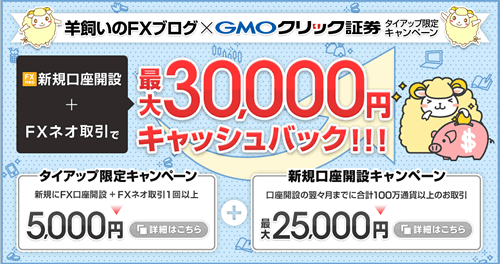 羊飼いのFXブログ×GMOクリック証券 タイアップ限定キャンペーン
FX 新規口座開設
+
FXネオ取引で
最大30,000円
キャッシュバック!!!
タイアップ限定キャンペーン
新規にFX口座開設+FXネオ取引1回以上
5,000円 詳細はこちら
+
新規口座開設キャンペーン
口座開設の翌々月までに合計100万通貨以上のお取引
最大25,000円 詳細はこちら
$